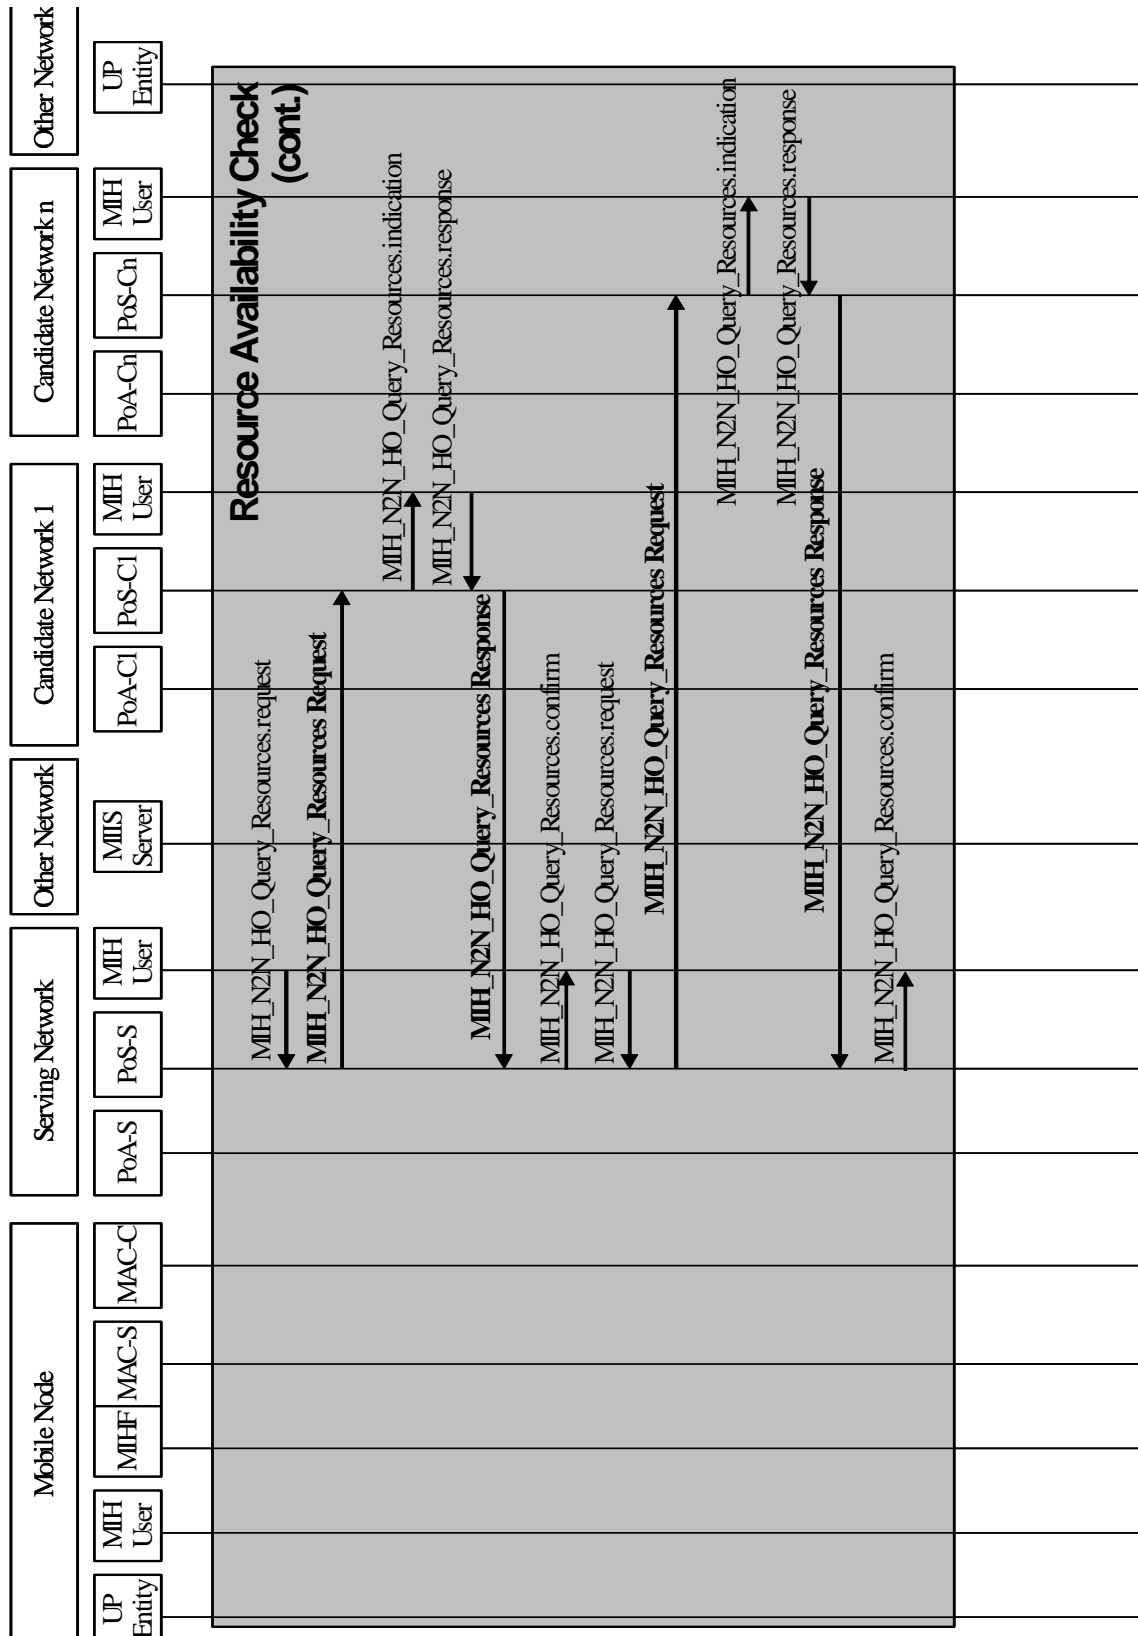 Mobile Node
Serving Network
Other Network
Candidate Network 1
Candidate Network n
Other Network
UP
Entity
MIH
User
MIHF
MAC-S
MAC-C
PoA-S
PoS-S
MIH
User
MIIS
Server
PoA-C1
PoS-C1
MIH
User
PoA-Cn
PoS-Cn
MIH
User
UP
Entity
Resource Availability Check
(cont.)
MIH_N2N_HO_Query_Resources.request
MIH_N2N_HO_Query_Resources Request
MIH_N2N_HO_Query_Resources.indication
MIH_N2N_HO_Query_Resources.response
MIH_N2N_HO_Query_Resources Response
MIH_N2N_HO_Query_Resources.confirm
MIH_N2N_HO_Query_Resources.request
MIH_N2N_HO_Query_Resources Request
MIH_N2N_HO_Query_Resources.indication
MIH_N2N_HO_Query_Resources.response
MIH_N2N_HO_Query_Resources Response
MIH_N2N_HO_Query_Resources.confirm